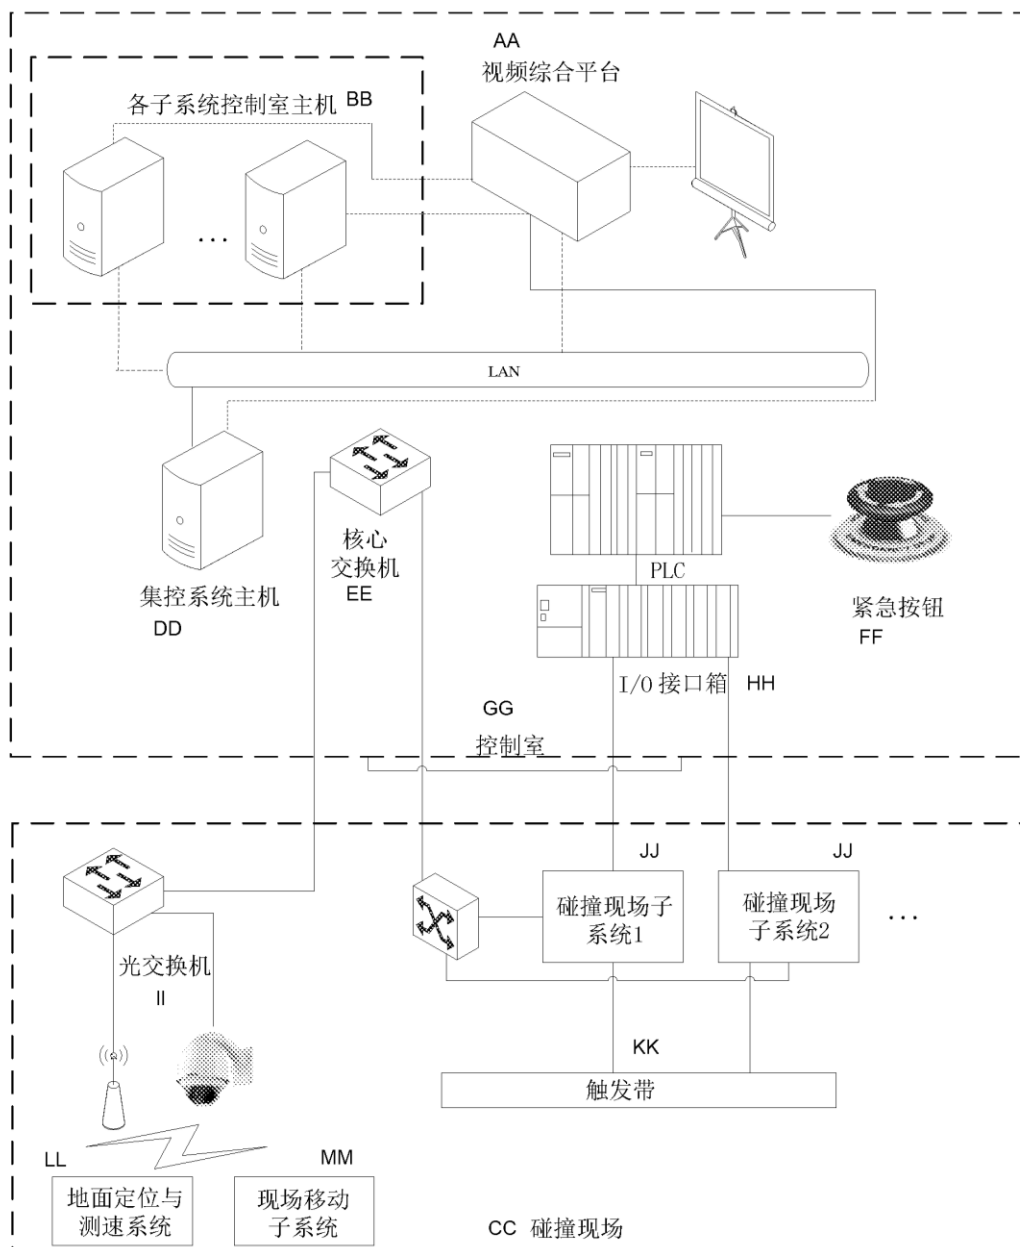 AA
视频综合平台
各子系统控制室主机 BB
...
LAN
核心
交换机
EE
集控系统主机
DD
PLC
紧急按钮
FF
I/O 接口箱 HH
GG
控制室
JJ
JJ
碰撞现场子
系统1
碰撞现场
子系统2
...
光交换机
II
KK
触发带
LL
MM
地面定位与
测速系统
现场移动
子系统
CC 碰撞现场